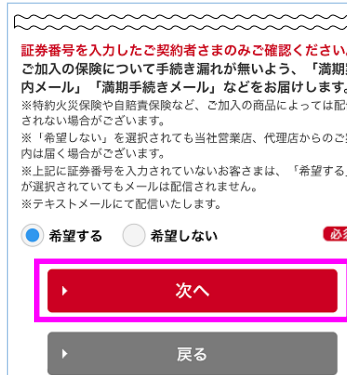 証券番号を入力したご契約者さまのみご確認ください
ご加入の保険について手続き漏れが無いよう、「満期
内メール」「満期手続きメール」などをお届けします
※特約火災保険や自賠責保険など、ご加入の商品によっては配
されない場合がございます。
※「希望しない」を選択されても当社営業店、代理店からのご
内は届く場合がございます。
※上記に証券番号を入力されていないお客さまは、「希望する」
が選択されていてもメールは配信されません。
※テキストメールにて配信いたします。
希望する 希望しない 必
次へ
戻る